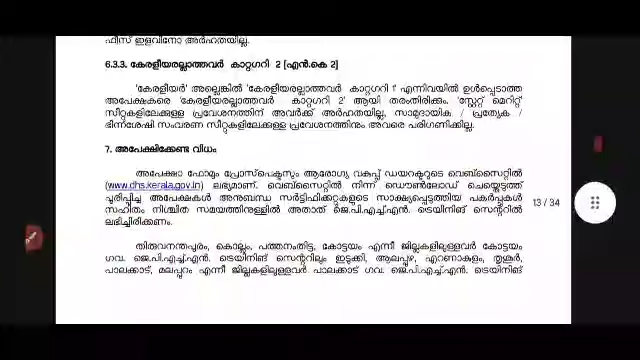 ഫീസ് ഇളവിനോ അർഹതയില്ല.
6.3.3. കേരളീയരല്ലാത്തവർ കാറ്റഗറി 2 [എൻ.കെ 2]
'കേരളീയർ' അല്ലെങ്കിൽ 'കേരളീയരല്ലാത്തവർ കാറ്റഗറി 1' എന്നിവയിൽ ഉൾപ്പെടാത്ത
അപേക്ഷകരെ 'കേരളീയരല്ലാത്തവർ കാറ്റഗറി 2' ആയി തരംതിരിക്കും. 'സ്റ്റേറ്റ് മെറിറ്റ്'
സീറ്റുകളിലേക്കുള്ള പ്രവേശനത്തിന് അവർക്ക് അർഹതയില്ല, സാമുദായിക / പ്രത്യേക /
ഭിന്നശേഷി സംവരണ സീറ്റുകളിലേക്കുള്ള പ്രവേശനത്തിനും അവരെ പരിഗണിക്കില്ല.
7. അപേക്ഷിക്കേണ്ട വിധം
അപേക്ഷാ ഫോമും പ്രോസ്പെക്ടസും ആരോഗ്യ വകുപ്പ് ഡയറക്ടറുടെ വെബ്സൈറ്റിൽ
(www.dhs.kerala.gov.in) ലഭ്യമാണ്. വെബ്സൈറ്റിൽ നിന്ന് ഡൌൺലോഡ് ചെയ്തെടുത്ത്
പൂരിപ്പിച്ച അപേക്ഷകൾ അനുബന്ധ സർട്ടിഫിക്കറ്റുകളുടെ സാക്ഷ്യപ്പെടുത്തിയ പകർപ്പുകൾ
സഹിതം നിശ്ചിത സമയത്തിനുള്ളിൽ അതാത് ജെ.പി.എച്ച്.എൻ. ട്രെയിനിങ് സെന്ററിൽ
ലഭിച്ചിരിക്കണം.
13 / 34
തിരുവനന്തപുരം, കൊല്ലം, പത്തനംതിട്ട, കോട്ടയം എന്നീ ജില്ലകളിലുള്ളവർ കോട്ടയം
ഗവ. ജെ.പി.എച്ച്.എൻ. ട്രെയിനിങ് സെന്ററിലും ഇടുക്കി, ആലപ്പുഴ, എറണാകുളം, തൃശൂർ,
പാലക്കാട്, മലപ്പുറം എന്നീ ജില്ലകളിലുള്ളവർ പാലക്കാട് ഗവ. ജെ.പി.എച്ച്.എൻ. ട്രെയിനിങ്